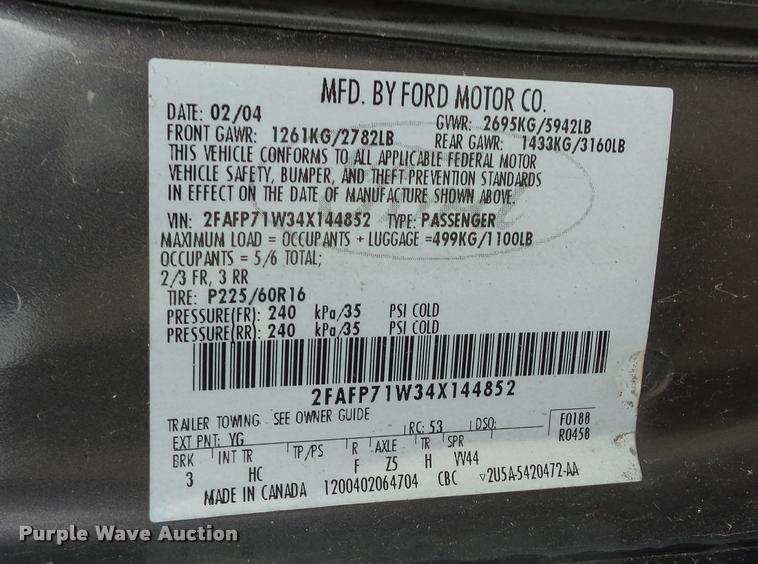 MFD. BY FORD MOTOR CO.
DATE: 02/04 GVWR: 2695KG/5942LB
FRONT GAWR: 1261KG/2782LB REAR GAWR: 1433KG/3160LB
THIS VEHICLE CONFORMS TO ALL APPLICABLE FEDERAL MOTOR
VEHICLE SAFETY, BUMPER, AND THEFT PREVENTION STANDARDS
IN EFFECT ON THE DATE OF MANUFACTURE SHOWN ABOVE.
VIN: 2FAFP71W34X144852 TYPE: PASSENGER
MAXIMUM LOAD = OCCUPANTS + LUGGAGE =499KG/1100LB
OCCUPANTS = 5/6 TOTAL;
2/3 FR, 3 RR
TIRE: P225/60R16
PRESSURE(FR): 240 kPa/35 PSI COLD
PRESSURE(RR): 240 kPa/35 PSI COLD
2FAFP71W34X144852
TRAILER TOWING: SEE OWNER GUIDE
EXT PNT: YG RC: 53 DSO: F0188
R0458
BRK INT TR TP/PS R AXLE TR SPR
3 HC F Z5 H VV44
MADE IN CANADA 1200402064704 CBC ▽2U5A-5420472-AA
Ford
Purple Wave Auction